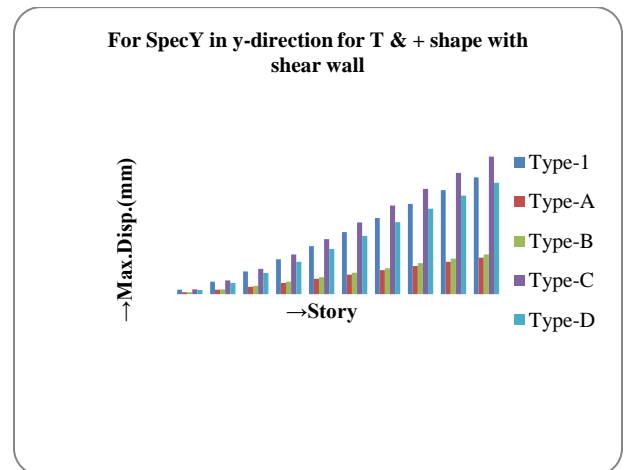 For SpecY in y-direction for T & + shape with
shear wall
→Max.Disp.(mm)
→Story
Type-1
Type-A
Type-B
Type-C
Type-D